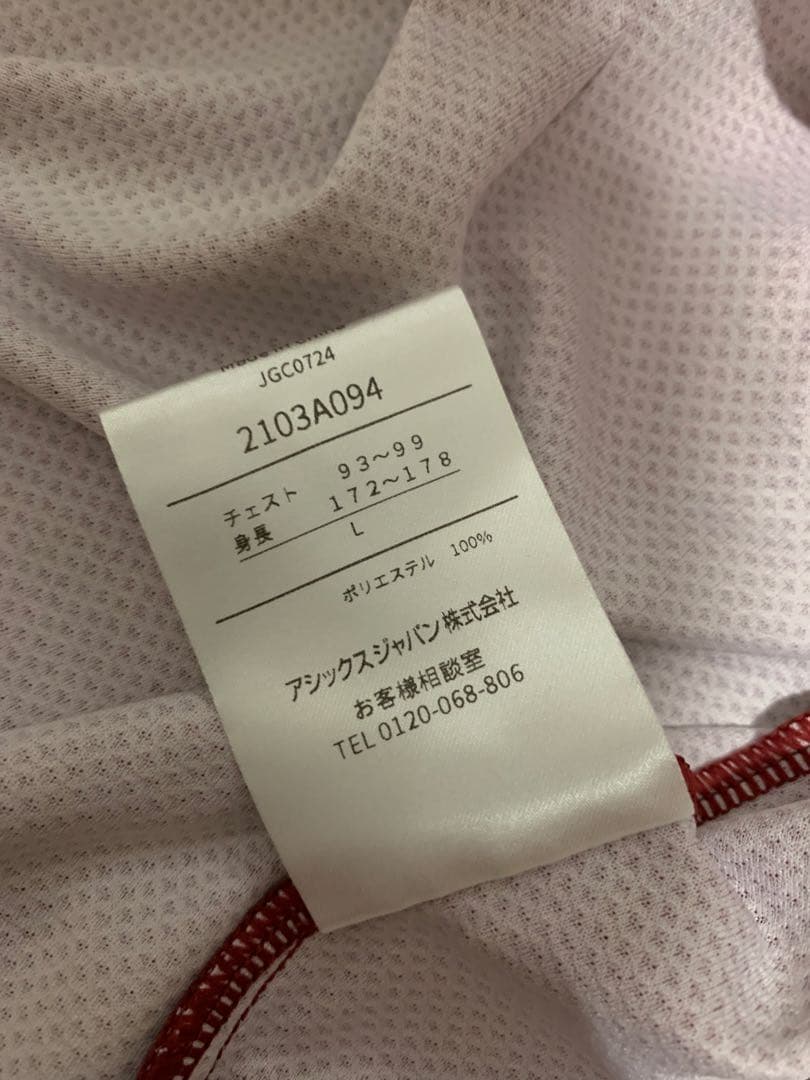 JGC0724
2103A094
チェスト 93～99
身長 172～178
L
ポリエステル 100%
アシックスジャパン株式会社
お客様相談室
TEL 0120-068-806